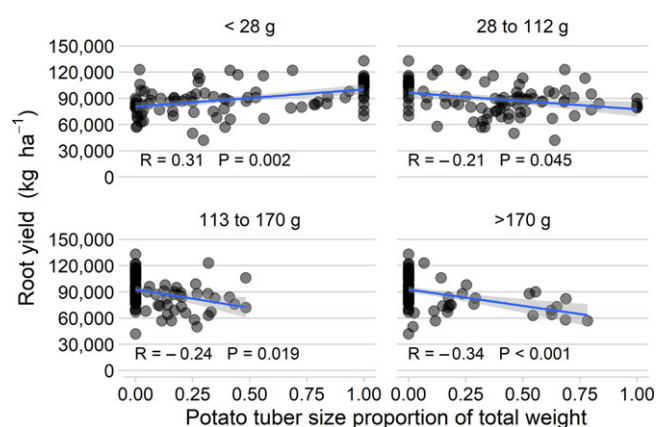 < 28 g
28 to 112 g
150,000
120,000
90,000
60,000
30,000
0
R = 0.31 P = 0.002
R = – 0.21 P = 0.045
113 to 170 g
>170 g
150,000
120,000
90,000
60,000
30,000
0
R = – 0.24 P = 0.019
R = – 0.34 P < 0.001
0.00 0.25 0.50 0.75 1.00
0.00 0.25 0.50 0.75 1.00
Root yield (kg ha⁻¹)
Potato tuber size proportion of total weight